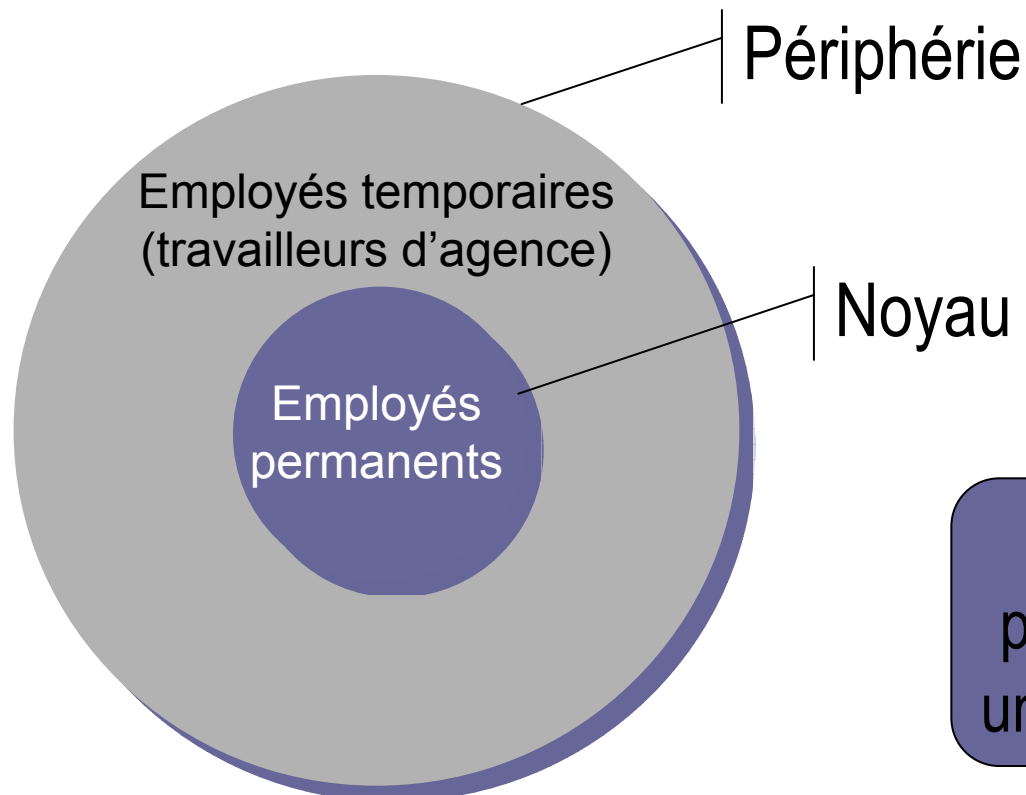 Périphérie
Employés temporaires
(travailleurs d’agence)
Noyau
Employés
permanents